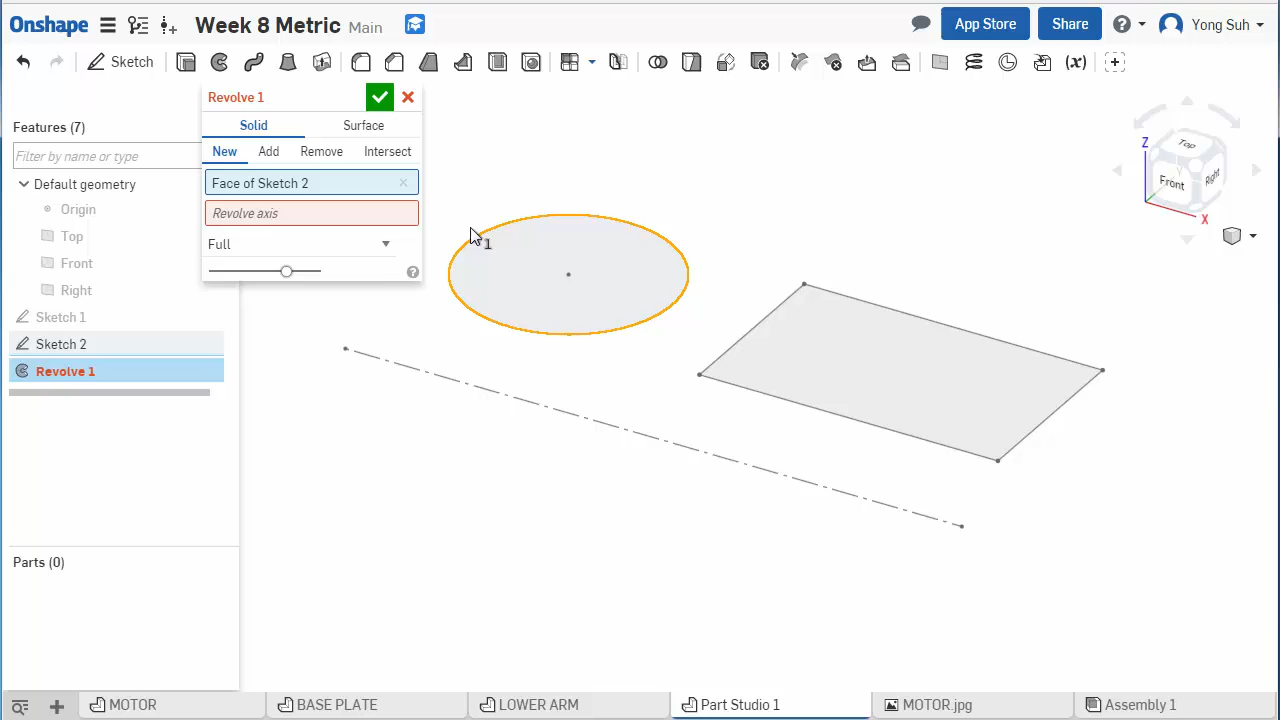 Onshape Week 8 Metric Main App Store Share Yong Suh
Sketch
Features (7)
Filter by name or type
Default geometry
Origin
Top
Front
Right
Sketch 1
Sketch 2
Revolve 1
Parts (0)
Revolve 1
Solid Surface
New Add Remove Intersect
Face of Sketch 2
Revolve axis
Full
1
Z
Top
Front
Right
Y
X
MOTOR BASE PLATE LOWER ARM Part Studio 1 MOTOR.jpg Assembly 1